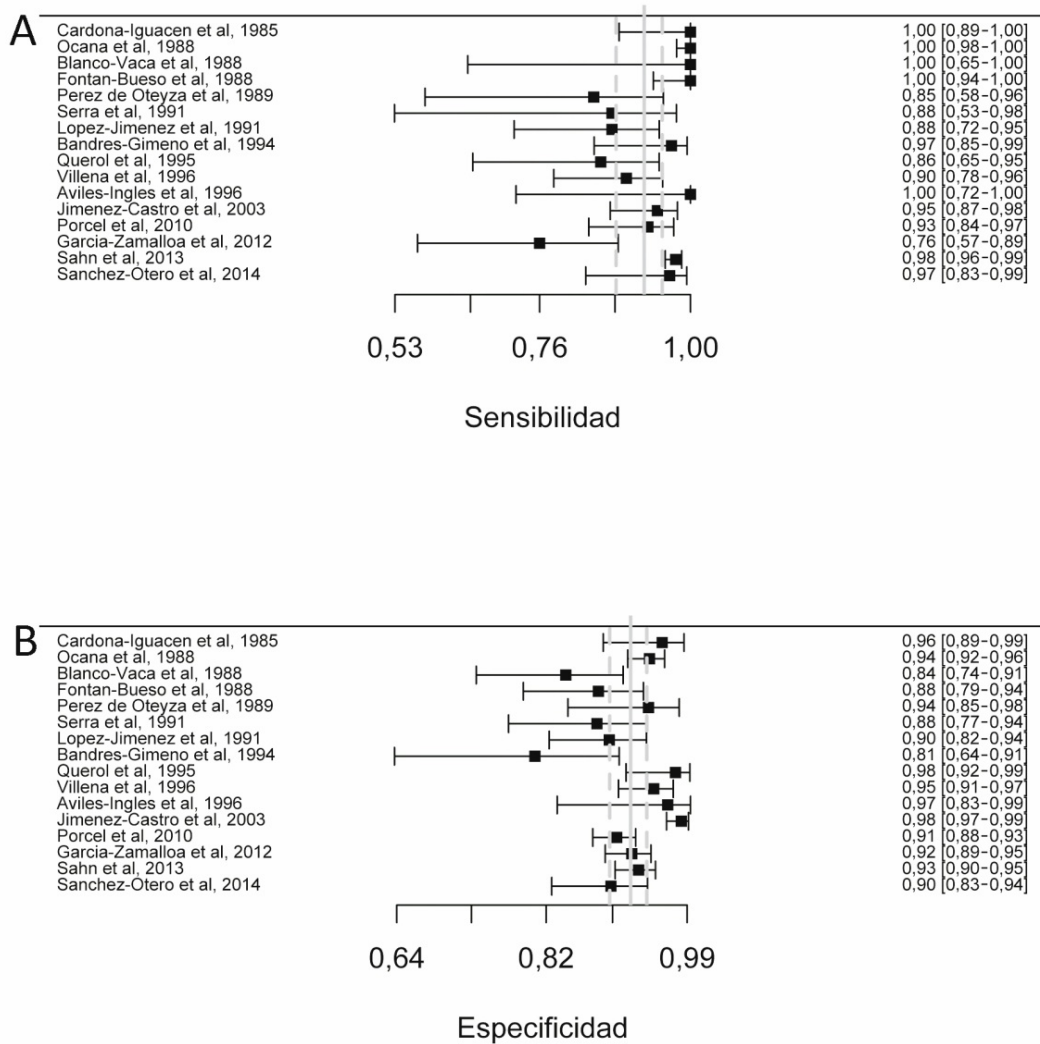 A
Cardona-Iguacen et al, 1985 1,00 [0,89-1,00]
Ocana et al, 1988 1,00 [0,98-1,00]
Blanco-Vaca et al, 1988 1,00 [0,65-1,00]
Fontan-Bueso et al, 1988 1,00 [0,94-1,00]
Perez de Oteyza et al, 1989 0,85 [0,58-0,96]
Serra et al, 1991 0,88 [0,53-0,98]
Lopez-Jimenez et al, 1991 0,88 [0,72-0,95]
Bandres-Gimeno et al, 1994 0,97 [0,85-0,99]
Querol et al, 1995 0,86 [0,65-0,95]
Villena et al, 1996 0,90 [0,78-0,96]
Aviles-Ingles et al, 1996 1,00 [0,72-1,00]
Jimenez-Castro et al, 2003 0,95 [0,87-0,98]
Porcel et al, 2010 0,93 [0,84-0,97]
Garcia-Zamalloa et al, 2012 0,76 [0,57-0,89]
Sahn et al, 2013 0,98 [0,96-0,99]
Sanchez-Otero et al, 2014 0,97 [0,83-0,99]
0,53 0,76 1,00
Sensibilidad
B
Cardona-Iguacen et al, 1985 0,96 [0,89-0,99]
Ocana et al, 1988 0,94 [0,92-0,96]
Blanco-Vaca et al, 1988 0,84 [0,74-0,91]
Fontan-Bueso et al, 1988 0,88 [0,79-0,94]
Perez de Oteyza et al, 1989 0,94 [0,85-0,98]
Serra et al, 1991 0,88 [0,77-0,94]
Lopez-Jimenez et al, 1991 0,90 [0,82-0,94]
Bandres-Gimeno et al, 1994 0,81 [0,64-0,91]
Querol et al, 1995 0,98 [0,92-0,99]
Villena et al, 1996 0,95 [0,91-0,97]
Aviles-Ingles et al, 1996 0,97 [0,83-0,99]
Jimenez-Castro et al, 2003 0,98 [0,97-0,99]
Porcel et al, 2010 0,91 [0,88-0,93]
Garcia-Zamalloa et al, 2012 0,92 [0,89-0,95]
Sahn et al, 2013 0,93 [0,90-0,95]
Sanchez-Otero et al, 2014 0,90 [0,83-0,94]
0,64 0,82 0,99
Especificidad